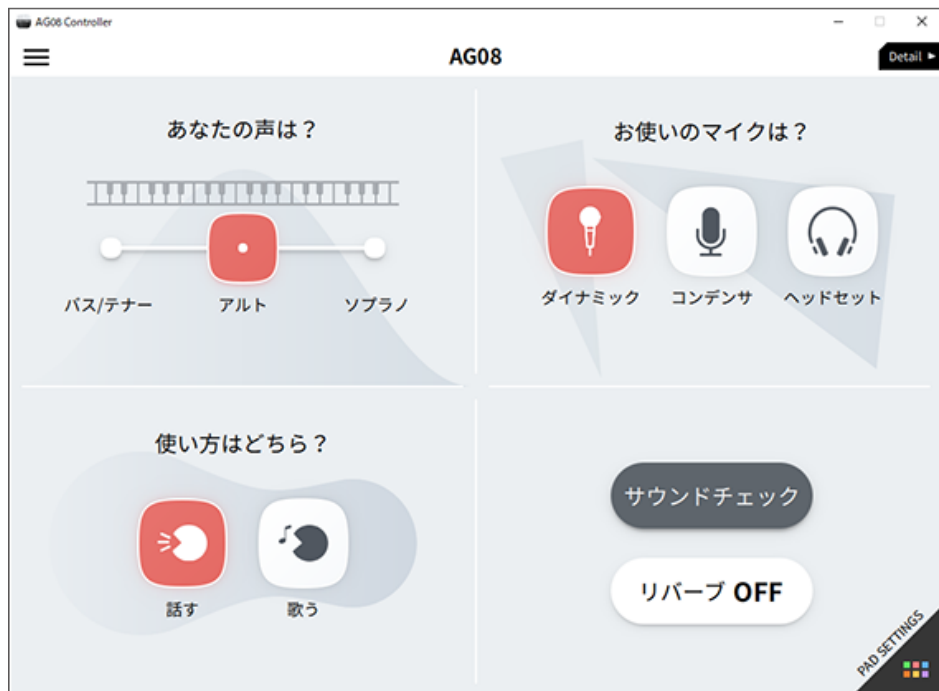 AG08 Controller
AG08
Detail ►
あなたの声は？
バス/テナー
アルト
ソプラノ
お使いのマイクは？
ダイナミック
コンデンサ
ヘッドセット
使い方はどちら？
話す
歌う
サウンドチェック
リバーブ OFF
PAD SETTINGS